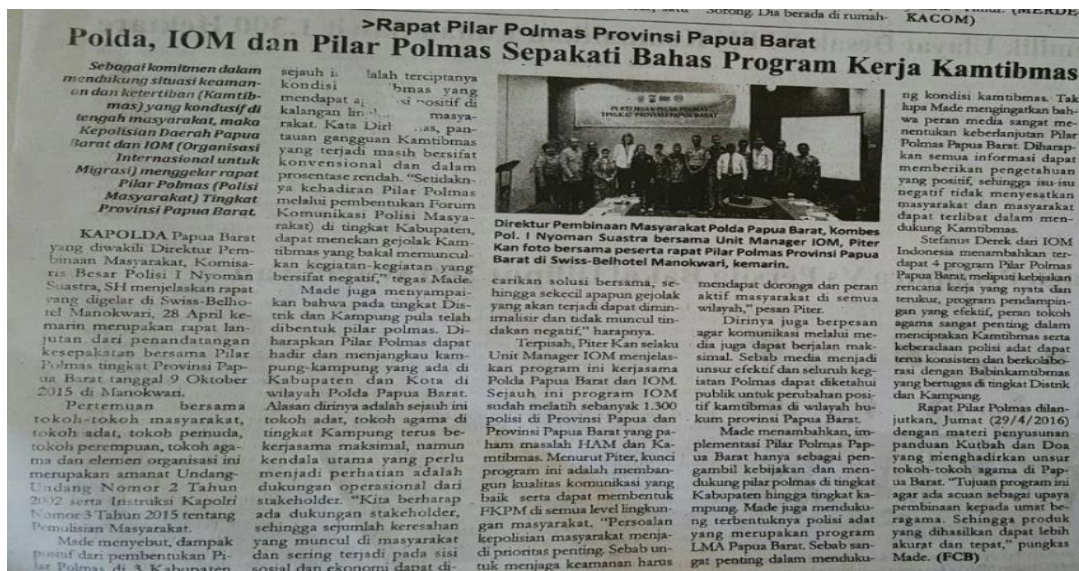 Sorong. Dia berada di rumah-
(MERDE
KACOM)
>Rapat Pilar Polmas Provinsi Papua Barat
Polda, IOM dan Pilar Polmas Sepakati Bahas Program Kerja Kamtibmas
Sebagai komitmen dalam
mendukung situasi keaman-
an dan ketertiban (Kamtib-
mas) yang kondusif di
tengah masyarakat, maka
Kepolisian Daerah Papua
Barat dan IOM (Organisasi
Internasional untuk
Migrasi) menggelar rapat
Pilar Polmas (Polisi
Masyarakat) Tingkat
Provinsi Papua Barat.
KAPOLDA Papua Barat
yang diwakili Direktur Pem-
binaan Masyarakat, Komisa-
ris Besar Polisi I Nyoman
Suastra, SH menjelaskan rapat
yang digelar di Swiss-Belho-
tel Manokwari, 28 April ke-
marin merupakan rapat lan-
jutan dari penandatangan
kesepakatan bersama Pilar
Polmas tingkat Provinsi Pap-
ua Barat tanggal 9 Oktober
2015 di Manokwari.
Pertemuan bersama
tokoh-tokoh masyarakat,
tokoh adat, tokoh pemuda,
tokoh perempuan, tokoh aga-
ma dan elemen organisasi ini
merupakan amanat Undang-
Undang Nomor 2 Tahun
2002 serta Instruksi Kapolri
Nomor 3 Tahun 2015 tentang
Pemolisian Masyarakat.
Made menyebut, dampak
positif dari pembentukan Pi-
lar Polmas di 3 Kabupaten
sejauh ialah terciptanya
kondisi yang
mendapat positif di
kalangan masya-
rakat. Kata pan-
tauan gangguan Kamtibmas
yang terjadi masih bersifat
konvensional dan dalam
prosentase rendah. "Setidakn-
ya kehadiran Pilar Polmas
melalui pembentukan Forum
Komunikasi Polisi Masya-
rakat) di tingkat Kabupaten,
dapat menekan gejolak Kam-
tibmas yang bakal memuncul-
kan kegiatan-kegiatan yang
bersifat negatif," tegas Made.
Made juga menyampai-
kan bahwa pada tingkat Dis-
trik dan Kampung pula telah
dibentuk pilar polmas. Di-
harapkan Pilar Polmas dapat
hadir dan menjangkau kam-
pung-kampung yang ada di
Kabupaten dan Kota di
wilayah Polda Papua Barat.
Alasan dirinya adalah sejauh ini
tokoh adat, tokoh agama di
tingkat Kampung terus be-
kerjasama maksimal, namun
kendala utama yang perlu
menjadi perhatian adalah
dukungan operasional dari
stakeholder. "Kita berharap
ada dukungan stakeholder,
sehingga sejumlah keresahan
yang muncul di masyarakat
dan sering terjadi pada sisi
sosial dan ekonomi dapat di-
PERTEMUAN PILAR POLMAS
TINGKAT PROVINSI PAPUA BARAT
Direktur Pembinaan Masyarakat Polda Papua Barat, Kombes
Pol. I Nyoman Suastra bersama Unit Manager IOM, Piter
Kan foto bersama peserta rapat Pilar Polmas Provinsi Papua
Barat di Swiss-Belhotel Manokwari, kemarin.
carikan solusi bersama, se-
hingga sekecil apapun gejolak
yang akan terjadi dapat dimin-
imalisir dan tidak muncul tin-
dakan negatif," harapnya.
Terpisah, Piter Kan selaku
Unit Manager IOM menjelas-
kan program ini kerjasama
Polda Papua Barat dan IOM.
Sejauh ini program IOM
sudah melatih sebanyak 1.300
polisi di Provinsi Papua dan
Provinsi Papua Barat yang pa-
ham masalah HAM dan Ka-
mtibmas. Menurut Piter, kunci
program ini adalah memban-
gun kualitas komunikasi yang
baik serta dapat membentuk
FKPM di semua level lingkun-
gan masyarakat. "Persoalan
kepolisian masyarakat menja-
di prioritas penting. Sebab un-
tuk menjaga keamanan harus
mendapat doronga dan peran
aktif masyarakat di semua
wilayah," pesan Piter.
Dirinya juga berpesan
agar komunikasi melalui me-
dia juga dapat berjalan mak-
simal. Sebab media menjadi
unsur efektif dan seluruh keg-
iatan Polmas dapat diketahui
publik untuk perubahan posi-
tif kamtibmas di wilayah hu-
kum provinsi Papua Barat.
Made menambahkan, im-
plementasi Pilar Polmas Pap-
ua Barat hanya sebagai pen-
gambil kebijakan dan men-
dukung pilar polmas di tingkat
Kabupaten hingga tingkat ka-
mpung. Made juga menduku-
ng terbentuknya polisi adat
yang merupakan program
LMA Papua Barat. Sebab san-
gat penting dalam menduku-
ng kondisi kamtibmas. Tak
lupa Made mengingatkan bah-
wa peran media sangat me-
nentukan keberlanjutan Pilar
Polmas Papua Barat. Diharap-
kan semua informasi dapat
memberikan pengetahuan
yang positif, sehingga isu-isu
negatif tidak menyesatkan
masyarakat dan masyarakat
dapat terlibat dalam men-
dukung Kamtibmas.
Stefanus Derek dari IOM
Indonesia menambahkan ter-
dapat 4 program Pilar Polmas
Papua Barat, meliputi kebijakan
rencana kerja yang nyata dan
terukur, program pendampin-
gan yang efektif, peran tokoh
agama sangat penting dalam
menciptakan Kamtibmas serta
keberadaan polisi adat dapat
terus konsisten dan berkolabo-
rasi dengan Babinkamtibmas
yang bertugas di tingkat Distrik
dan Kampung.
Rapat Pilar Polmas dilan-
jutkan, Jumat (29/4/2016)
dengan materi penyusunan
panduan Kutbah dan Doa
yang menghadirkan unsur
tokoh-tokoh agama di Pap-
ua Barat. "Tujuan program ini
agar ada acuan sebagai upaya
pembinaan kepada umat be-
ragama. Sehingga produk
yang dihasilkan dapat lebih
akurat dan tepat," pungkas
Made. (FCB)